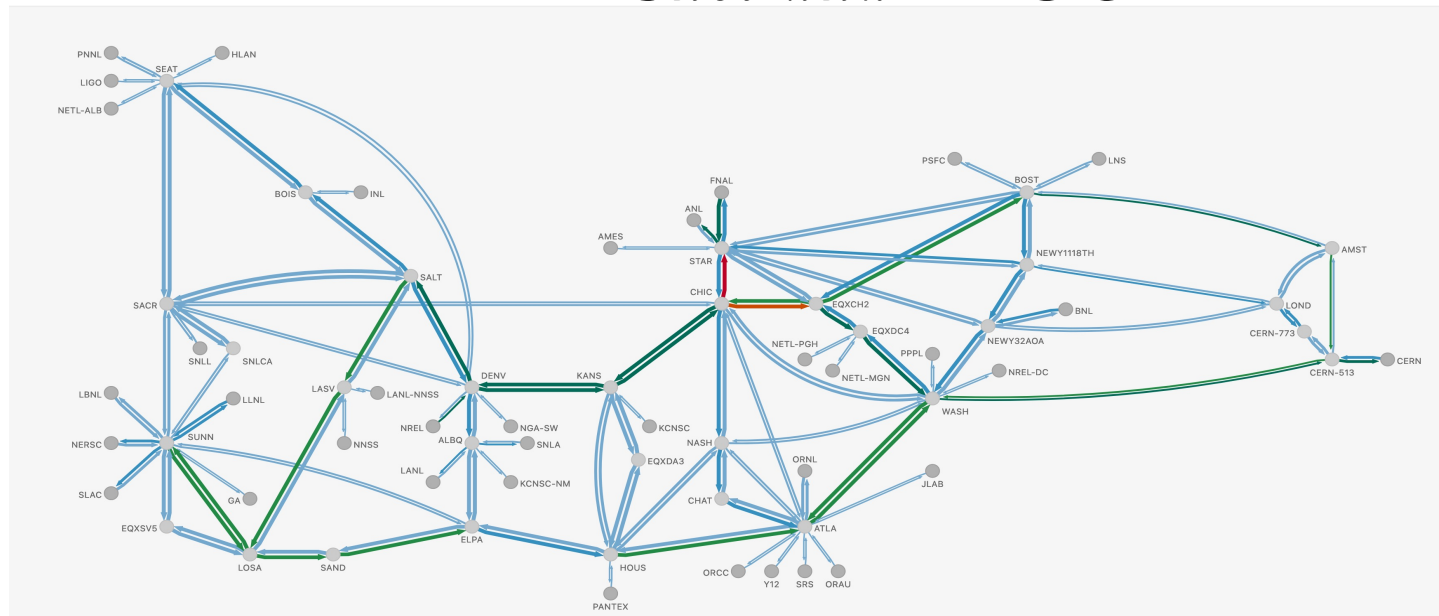 PNNL
HLAN
SEAT
LIGO
NETL-ALB
PSFC
LNS
BOST
FNAL
BOIS
INL
ANL
AMES
STAR
NEWY1118TH
AMST
SALT
CHIC
SACR
EQXCH2
LOND
BNL
EQXDC4
CERN-773
NEWY32AOA
NETL-PGH
PPPL
SNLL
SNLCA
NETL-MGN
NREL-DC
CERN
CERN-513
DENV
KANS
LASV
LANL-NNSS
LBNL
LLNL
WASH
NREL
NGA-SW
KCNSC
SUNN
NERSC
NNSS
ALBQ
SNLA
NASH
EQXDA3
ORNL
LANL
KCNSC-NM
JLAB
SLAC
GA
CHAT
EQXSV5
ELPA
ATLA
LOSA
SAND
HOUS
ORCC
Y12
SRS
ORAU
PANTEX